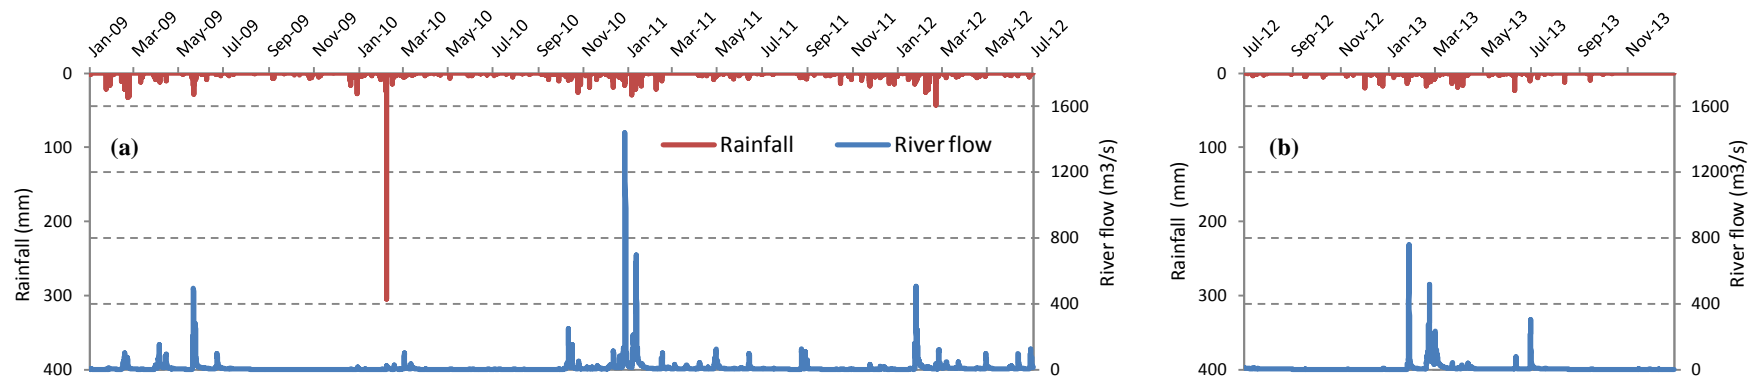 Jan-09 Mar-09 May-09 Jul-09 Sep-09 Nov-09 Jan-10 Mar-10 May-10 Jul-10 Sep-10 Nov-10 Jan-11 Mar-11 May-11 Jul-11 Sep-11 Nov-11 Jan-12 Mar-12 May-12 Jul-12
0
100
200
300
400
Rainfall (mm)
(a)
Rainfall River flow
1600
1200
800
400
0
River flow (m3/s)
Jul-12 Sep-12 Nov-12 Jan-13 Mar-13 May-13 Jul-13 Sep-13 Nov-13
0
100
200
300
400
Rainfall (mm)
(b)
1600
1200
800
400
0
River flow (m3/s)